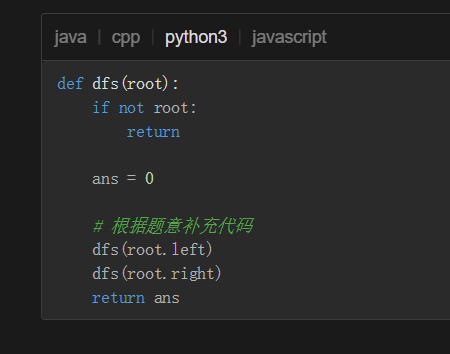 java | cpp | python3 | javascript
def dfs(root):
    if not root:
        return
    ans = 0
    # 根据题意补充代码
    dfs(root.left)
    dfs(root.right)
    return ans